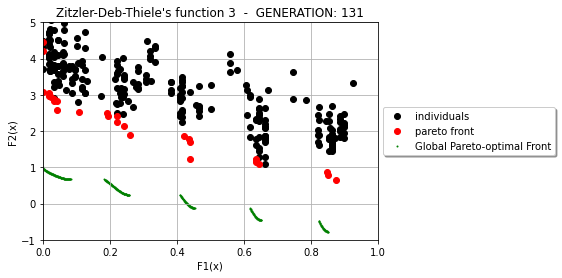 Zitzler-Deb-Thiele's function 3 - GENERATION: 131
5
4
3
2
1
0
-1
F2(x)
0.0 0.2 0.4 0.6 0.8 1.0
F1(x)
individuals
pareto front
Global Pareto-optimal Front